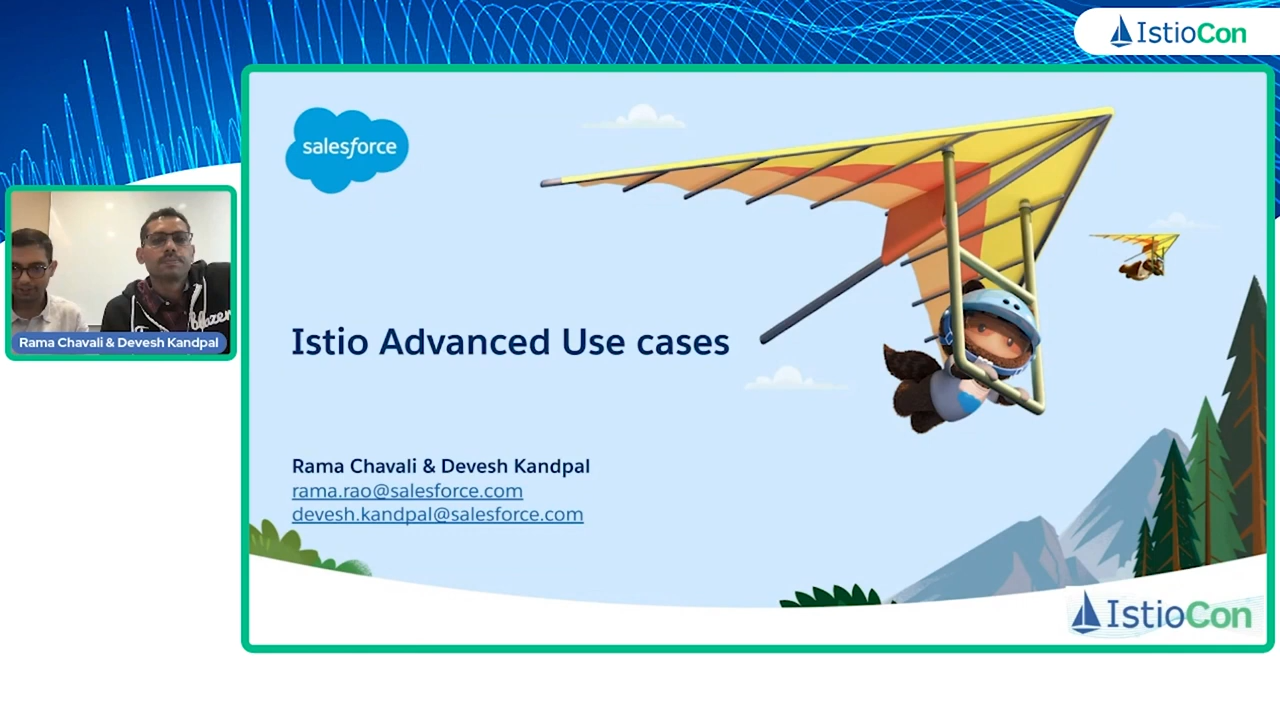 IstioCon
salesforce
Istio Advanced Use cases
Rama Chavali & Devesh Kandpal
rama.rao@salesforce.com
devesh.kandpal@salesforce.com
blazer
Rama Chavali & Devesh Kandpal
IstioCon